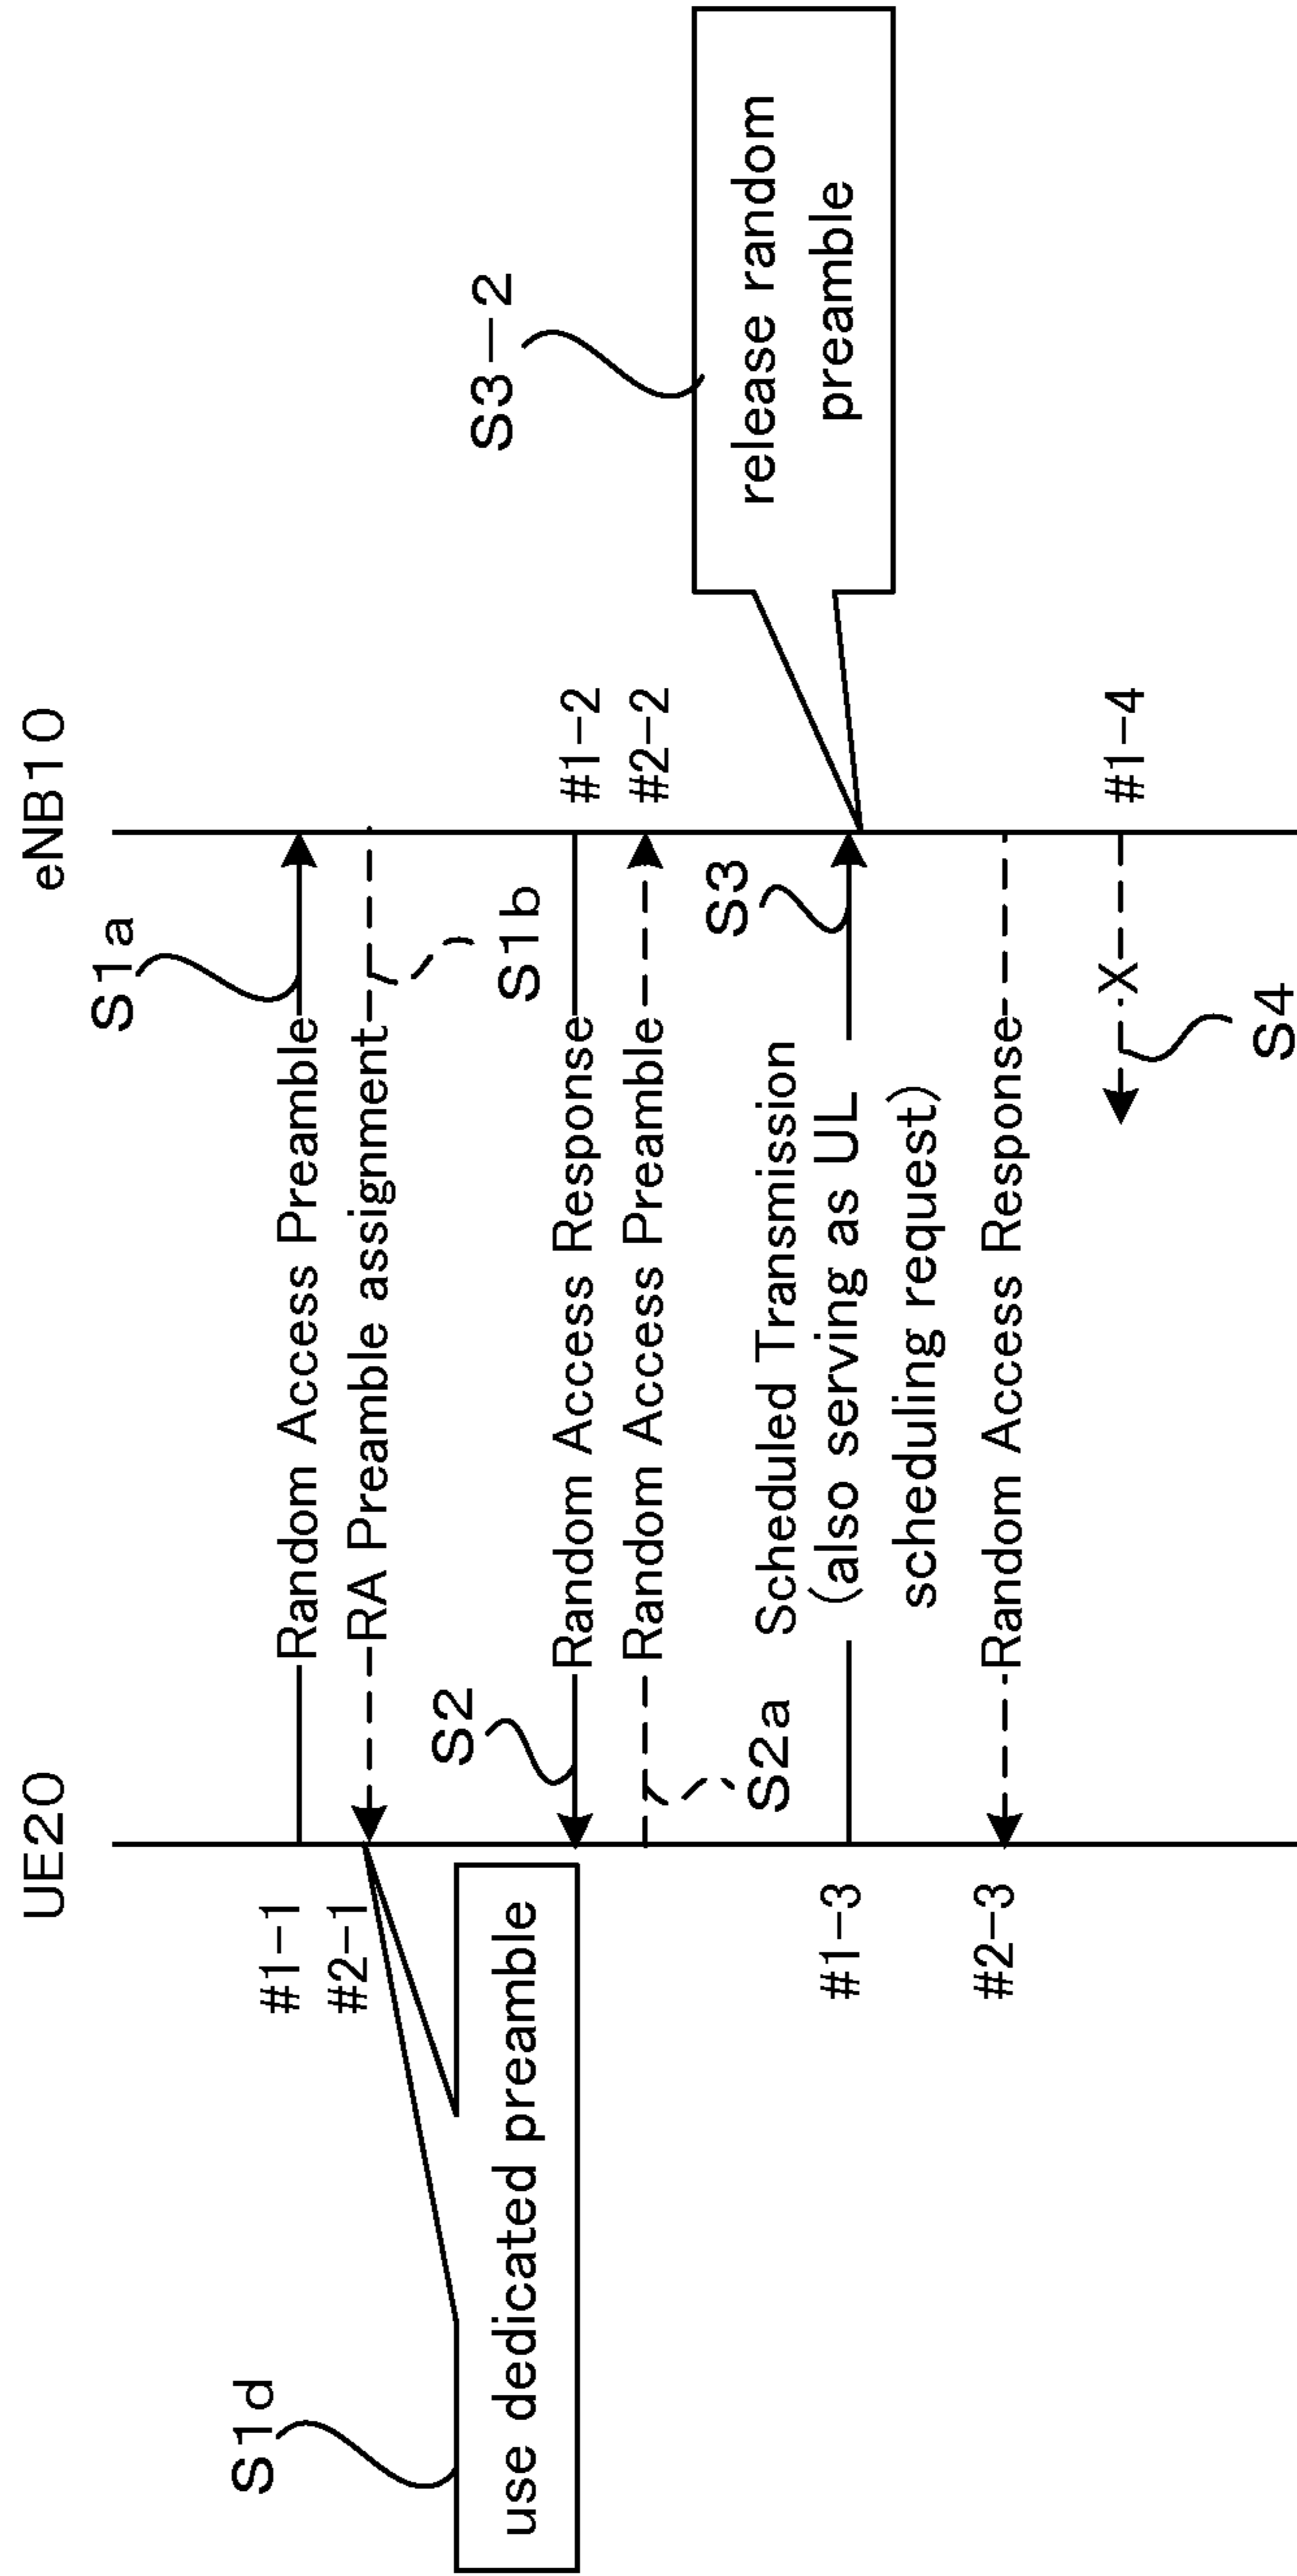 UE20
eNB10
S1a
#1-1
Random Access Preamble
#2-1
RA Preamble assignment
S1b
S1d
use dedicated preamble
S2
Random Access Response
#1-2
Random Access Preamble
#2-2
S2a
S3-2
release random
preamble
S3
#1-3
Scheduled Transmission
(also serving as UL
scheduling request)
#2-3
Random Access Response
X
#1-4
S4